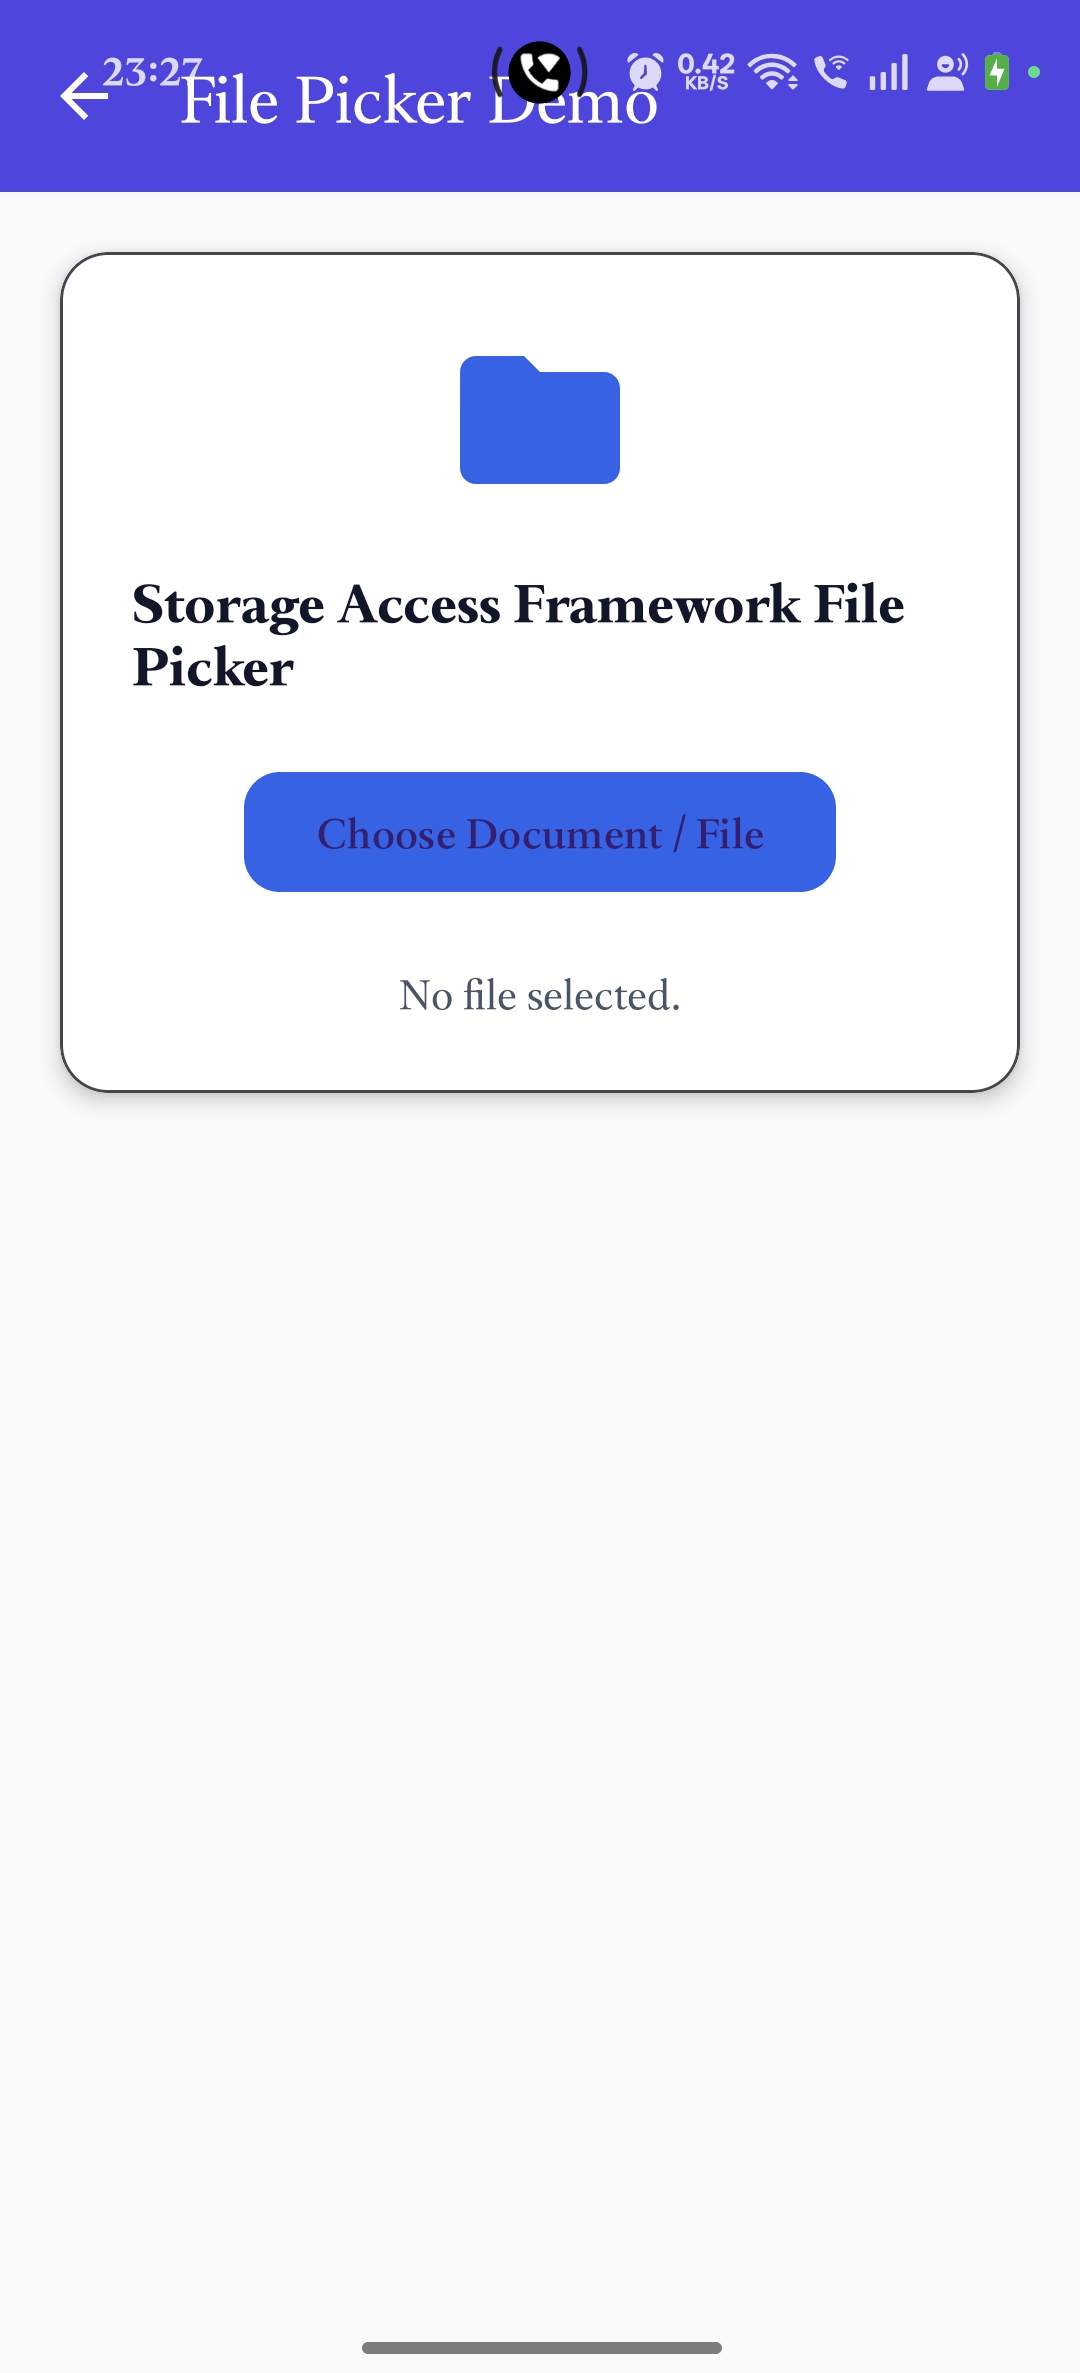 23:27
0.42
KB/S
File Picker Demo
Storage Access Framework File
Picker
Choose Document / File
No file selected.